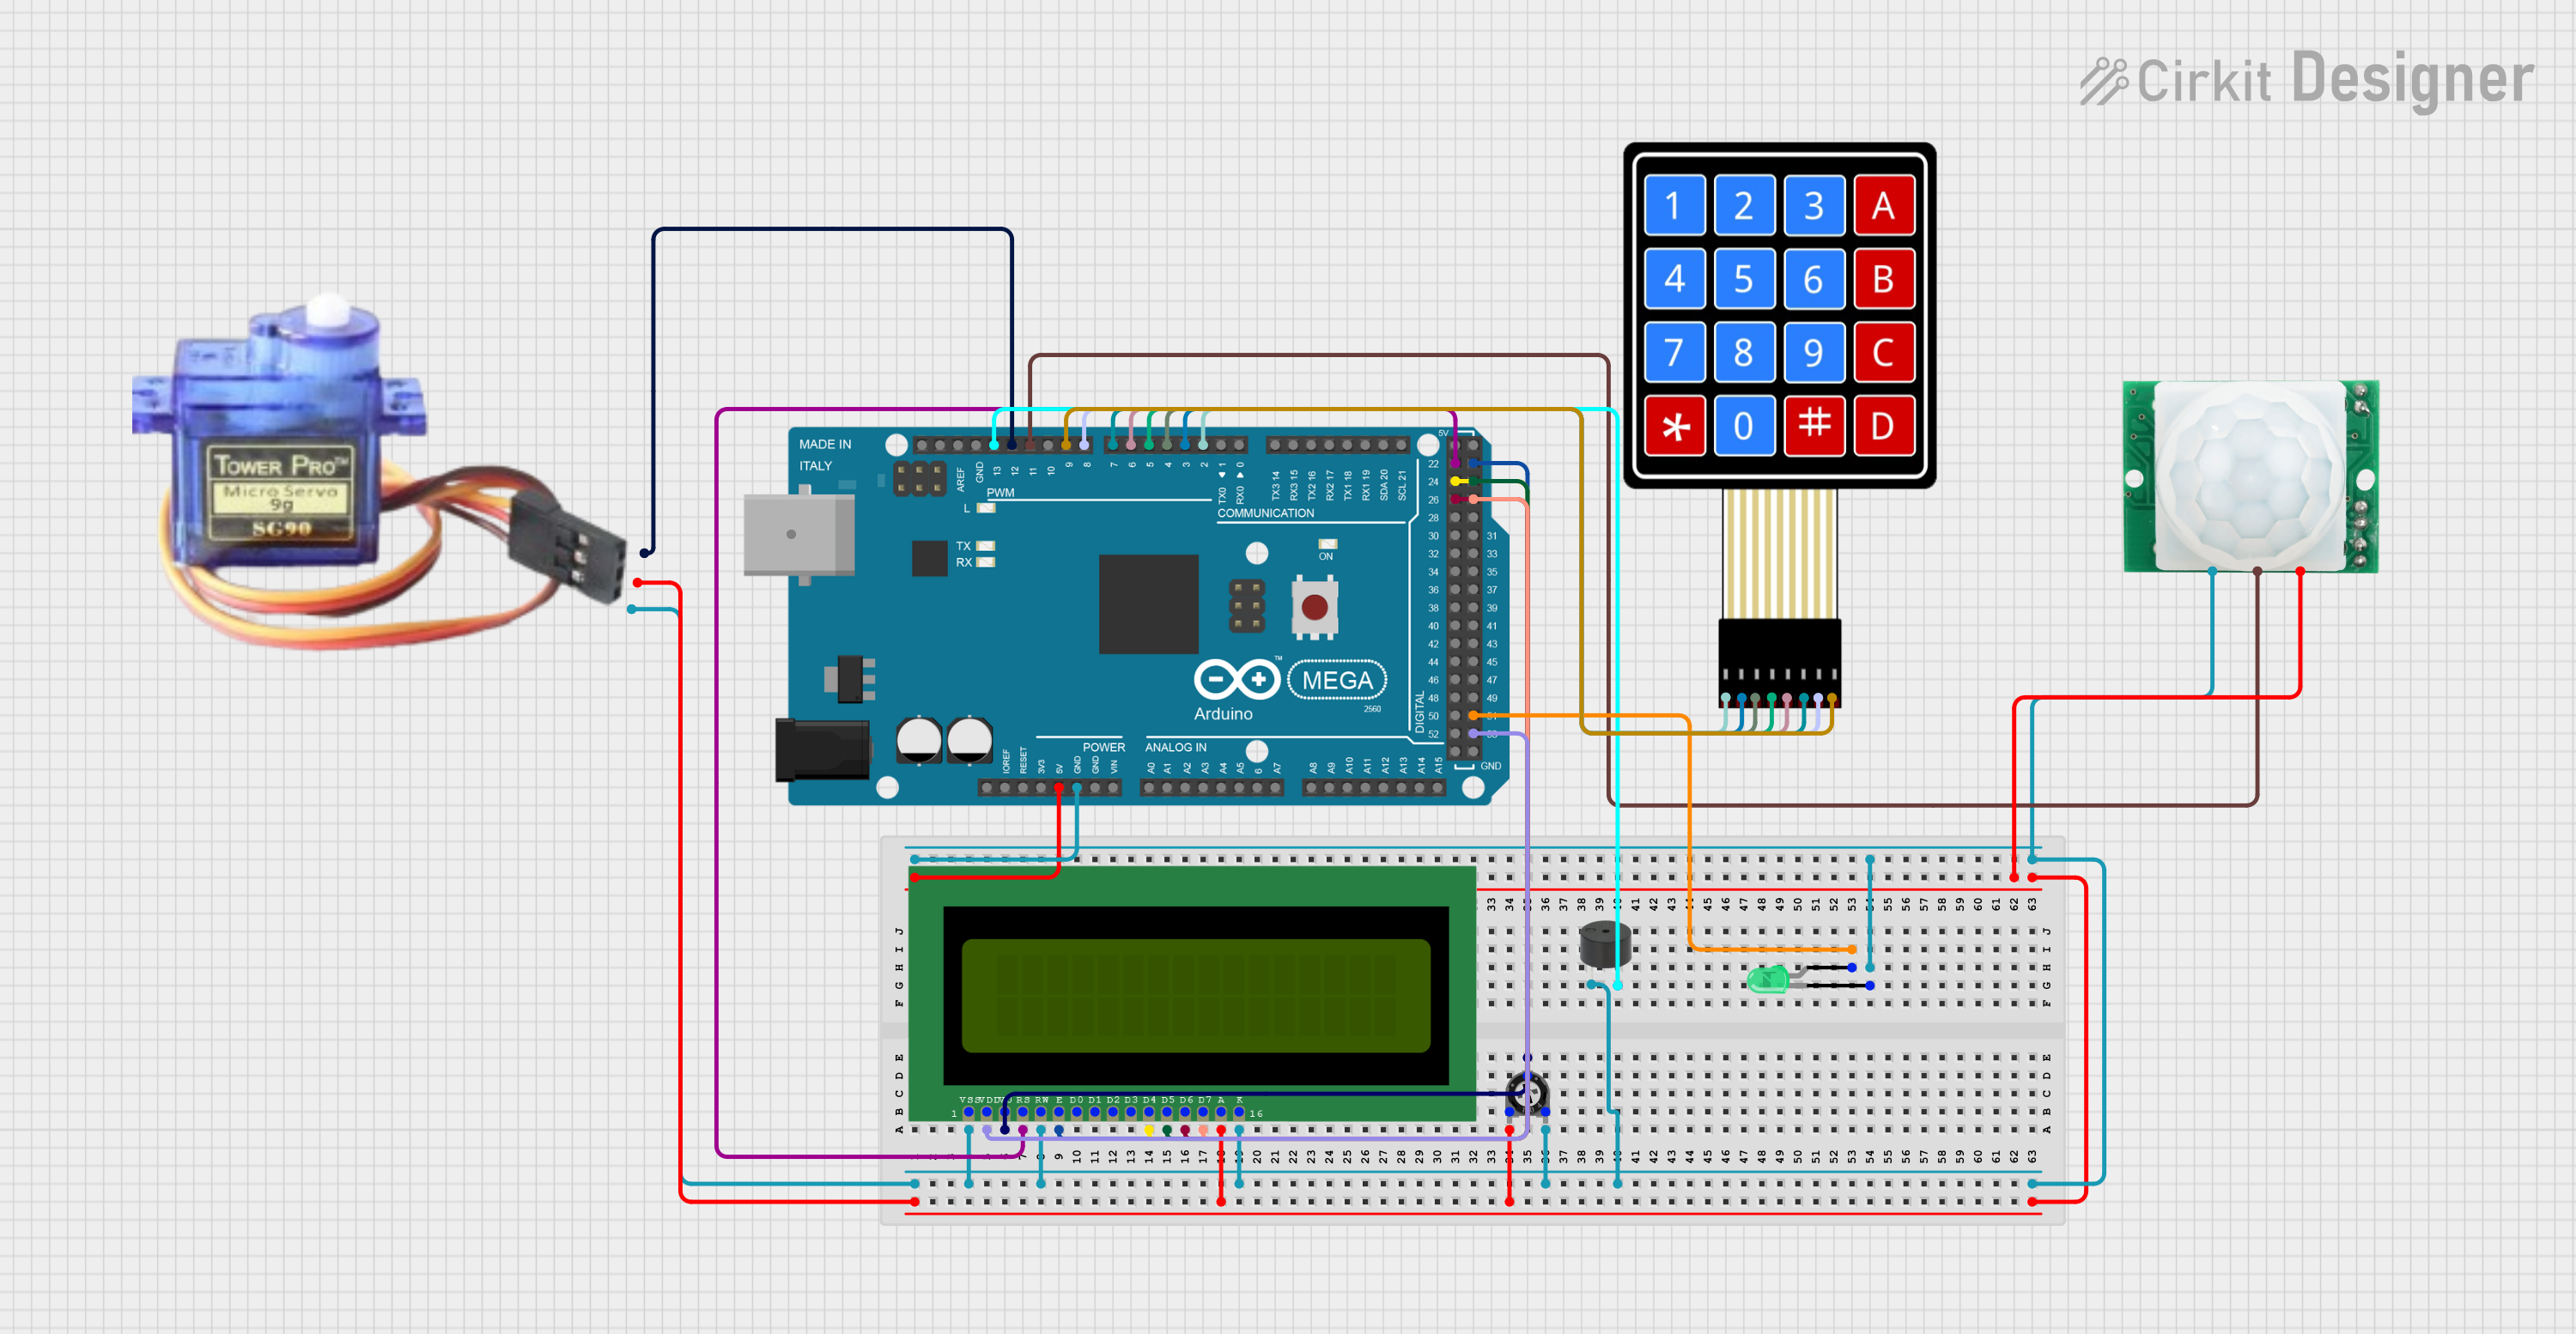 Cirkit Designer
1 2 3 A
4 5 6 B
7 8 9 C
* 0 # D
TOWER PRO™
Micro Servo
9g
SG90
MADE IN
ITALY
AREF
GND
13
12
11
10
9
8
7
6
5
4
3
2
TX0 ◀ 1
RX0 ▶ 0
TX3 14
RX3 15
TX2 16
RX2 17
TX1 18
RX1 19
SDA 20
SCL 21
5V
PWM
L
COMMUNICATION
TX
RX
ON
22
24
26
28
30 31
32 33
34 35
36 37
38 39
40 41
42 43
44 45
46 47
48 49
50 51
52 53
GND
DIGITAL
™
MEGA
Arduino
2560
POWER
ANALOG IN
IOREF
RESET
3V3
5V
GND
GND
VIN
A0
A1
A2
A3
A4
A5
6
A7
A8
A9
A10
A11
A12
A13
A14
A15
33 34 35 36 37 38 39 40 41 42 43 44 45 46 47 48 49 50 51 52 53 55 56 57 58 59 60 61 62 63
J J
I I
H H
G G
F F
E E
D D
C C
B B
A A
VSS VDD V0 RS RW E D0 D1 D2 D3 D4 D5 D6 D7 A K
1 16
7 8 9 10 11 12 13 14 15 16 17 18 19 20 21 22 23 24 25 26 27 28 29 30 31 32 33 34 35 36 37 38 39 40 41 42 43 44 45 46 47 48 49 50 51 52 53 54 55 56 57 58 59 60 61 62 63